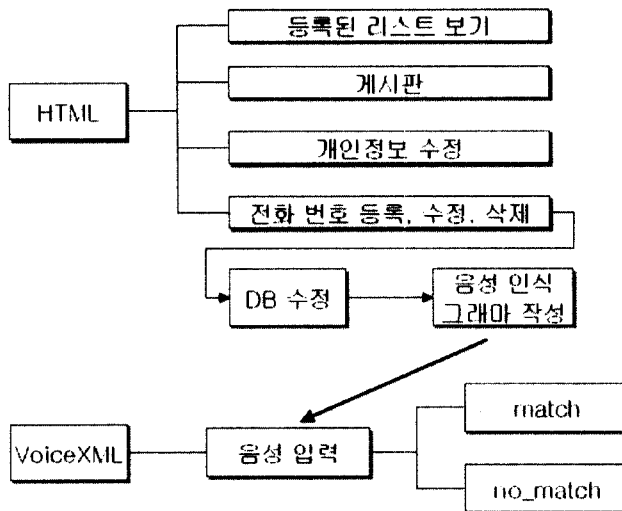 등록된 리스트 보기
게시판
HTML
개인정보 수정
전화 번호 등록, 수정, 삭제
DB 수정
음성 인식
그래마 작성
match
VoiceXML
음성 입력
no_match